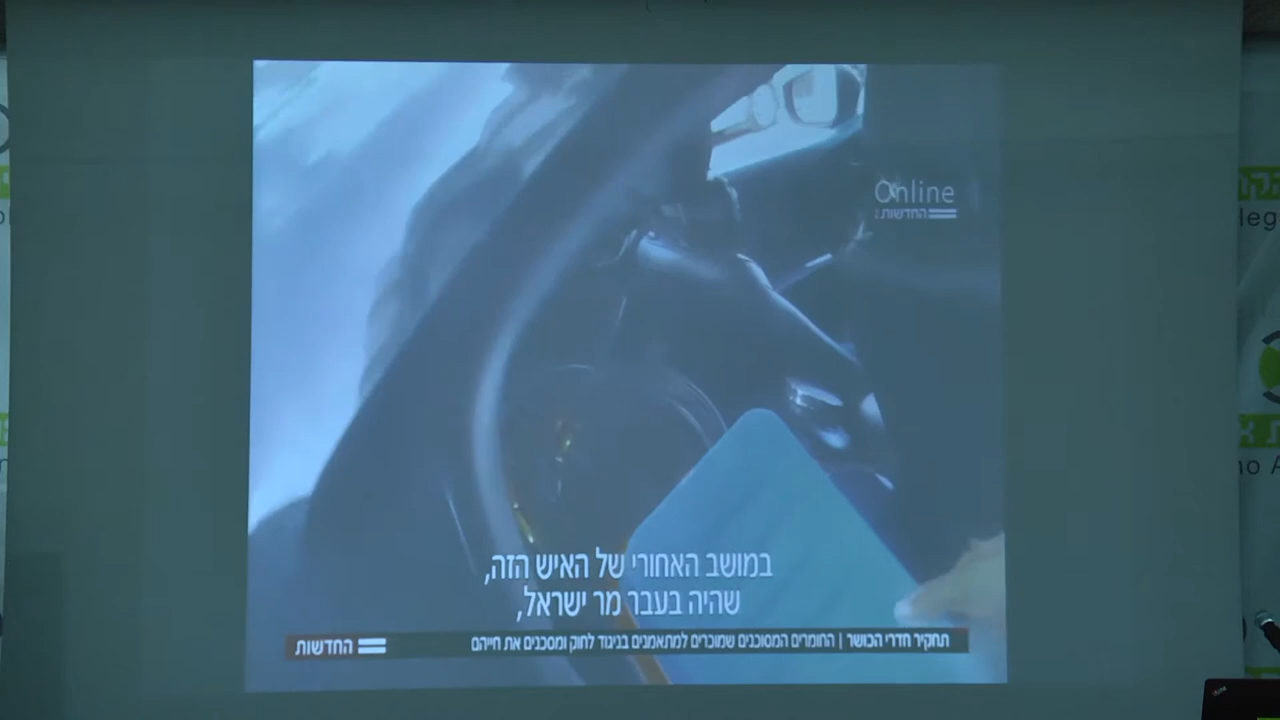 Online
החדשות
במושב האחורי של האיש הזה,
שהיה בעבר מר ישראל,
תחקיר חדרי הכושר | החומרים המסוכנים שמוכרים למתאמנים בניגוד לחוק ומסכנים את חייהם
החדשות